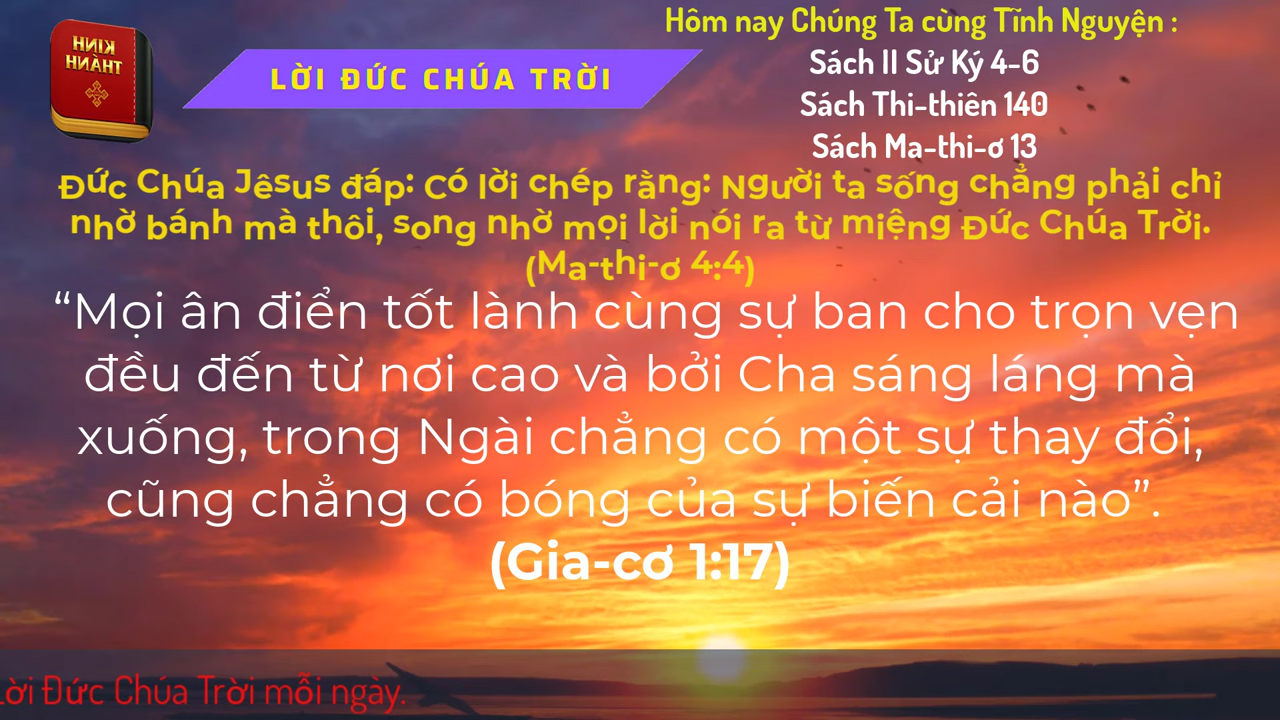 KINH
THÁNH
LỜI ĐỨC CHÚA TRỜI
Hôm nay Chúng Ta cùng Tĩnh Nguyện :
Sách II Sử Ký 4-6
Sách Thi-thiên 140
Sách Ma-thi-ơ 13
Đức Chúa Jêsus đáp: Có lời chép rằng: Người ta sống chẳng phải chỉ
nhờ bánh mà thôi, song nhờ mọi lời nói ra từ miệng Đức Chúa Trời.
(Ma-thi-ơ 4:4)
“Mọi ân điển tốt lành cùng sự ban cho trọn vẹn
đều đến từ nơi cao và bởi Cha sáng láng mà
xuống, trong Ngài chẳng có một sự thay đổi,
cũng chẳng có bóng của sự biến cải nào”.
(Gia-cơ 1:17)
Lời Đức Chúa Trời mỗi ngày.